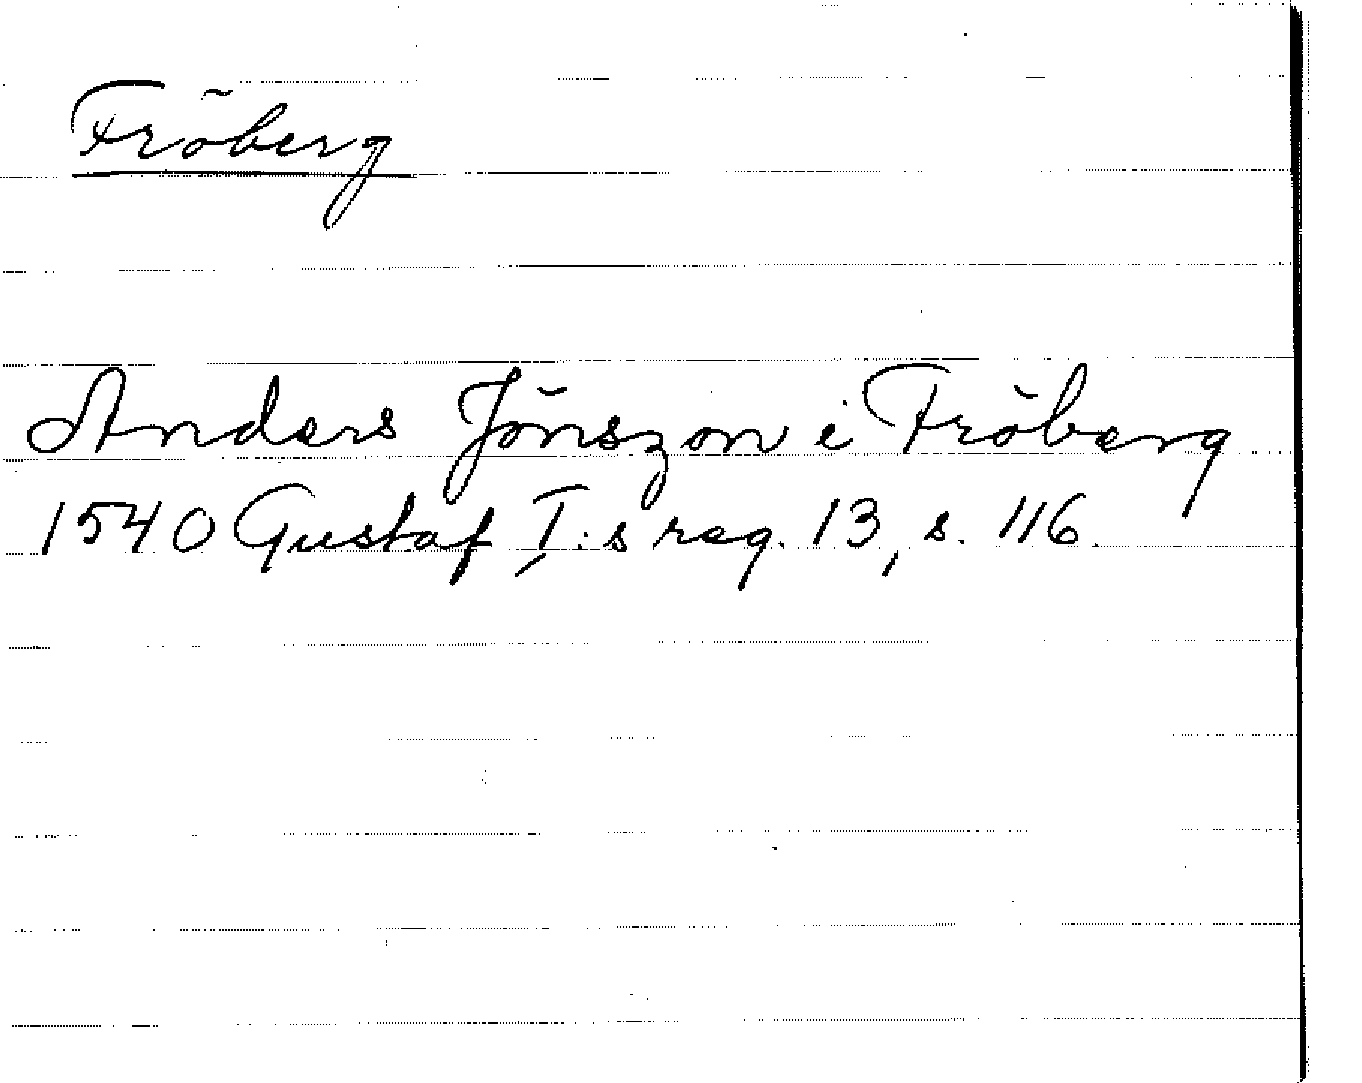 Fröberg
Anders Jönszon i Fröberg
1540 Gustaf I:s reg. 13, s. 116.